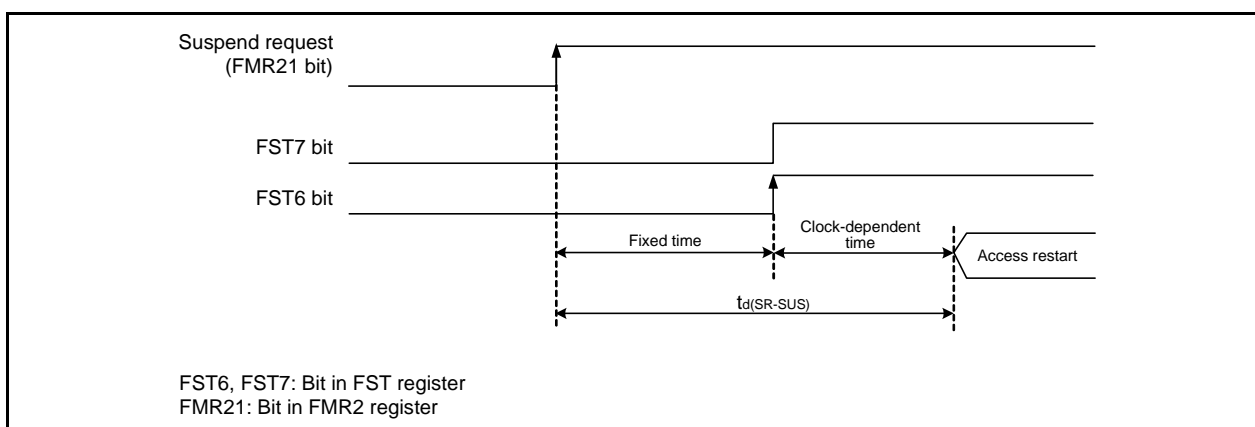 Suspend request
(FMR21 bit)
FST7 bit
FST6 bit
Fixed time
Clock-dependent
time
Access restart
td(SR-SUS)
FST6, FST7: Bit in FST register
FMR21: Bit in FMR2 register